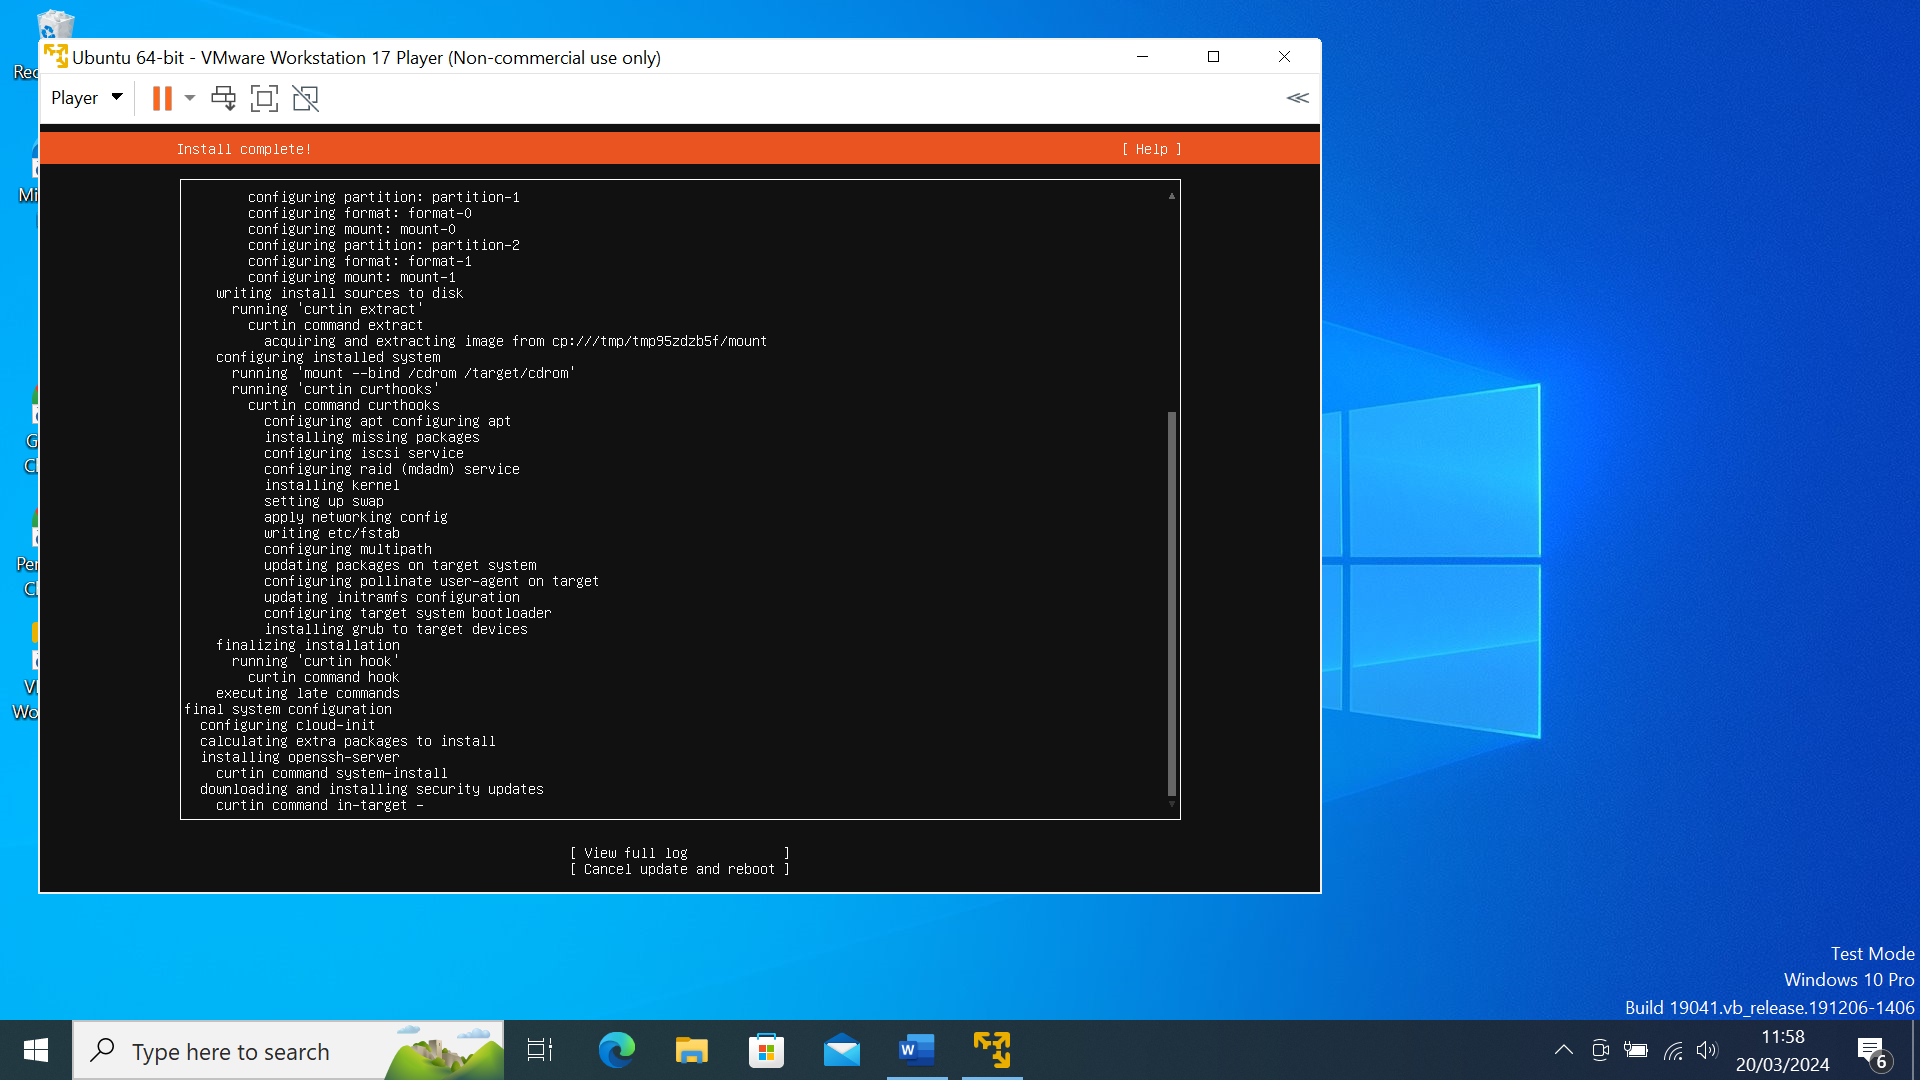 Rec
Ubuntu 64-bit - VMware Workstation 17 Player (Non-commercial use only)
Player
Install complete!
[ Help ]
configuring partition: partition-1
configuring format: format-0
configuring mount: mount-0
configuring partition: partition-2
configuring format: format-1
configuring mount: mount-1
writing install sources to disk
running 'curtin extract'
curtin command extract
acquiring and extracting image from cp:///tmp/tmp95zdzb5f/mount
configuring installed system
running 'mount --bind /cdrom /target/cdrom'
running 'curtin curthooks'
curtin command curthooks
configuring apt configuring apt
installing missing packages
configuring iscsi service
configuring raid (mdadm) service
installing kernel
setting up swap
apply networking config
writing etc/fstab
configuring multipath
updating packages on target system
configuring pollinate user-agent on target
updating initramfs configuration
configuring target system bootloader
installing grub to target devices
finalizing installation
running 'curtin hook'
curtin command hook
executing late commands
final system configuration
configuring cloud-init
calculating extra packages to install
installing openssh-server
curtin command system-install
downloading and installing security updates
curtin command in-target -
[ View full log ]
[ Cancel update and reboot ]
Mi
Per
Wo
Test Mode
Windows 10 Pro
Build 19041.vb_release.191206-1406
Type here to search
11:58
20/03/2024
6